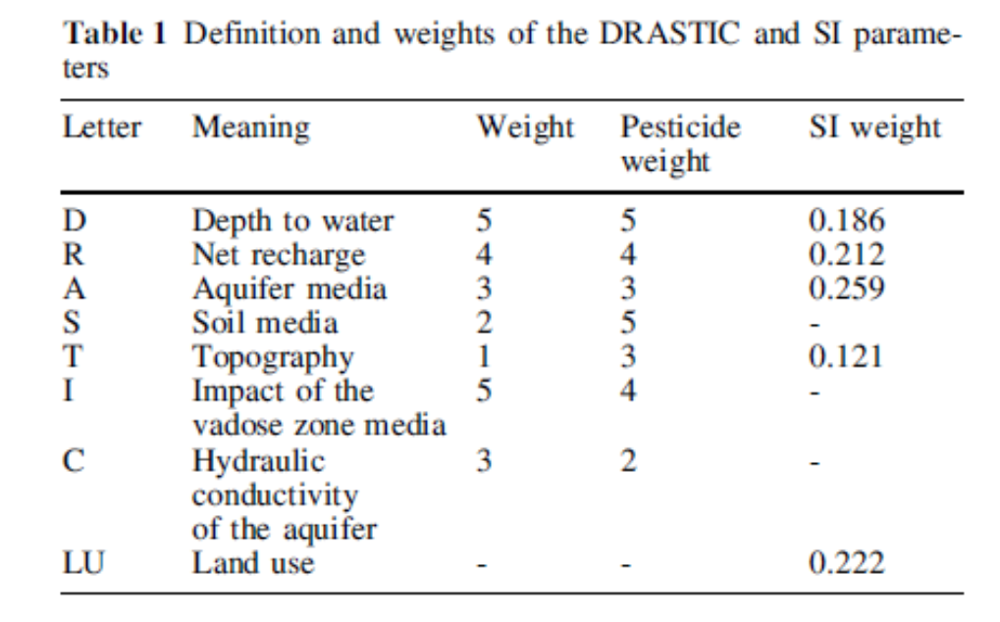 Table 1 Definition and weights of the DRASTIC and SI parame-
ters
Letter Meaning Weight Pesticide SI weight
weight
D Depth to water 5 5 0.186
R Net recharge 4 4 0.212
A Aquifer media 3 3 0.259
S Soil media 2 5 -
T Topography 1 3 0.121
I Impact of the 5 4 -
vadose zone media
C Hydraulic 3 2 -
conductivity
of the aquifer
LU Land use - - 0.222